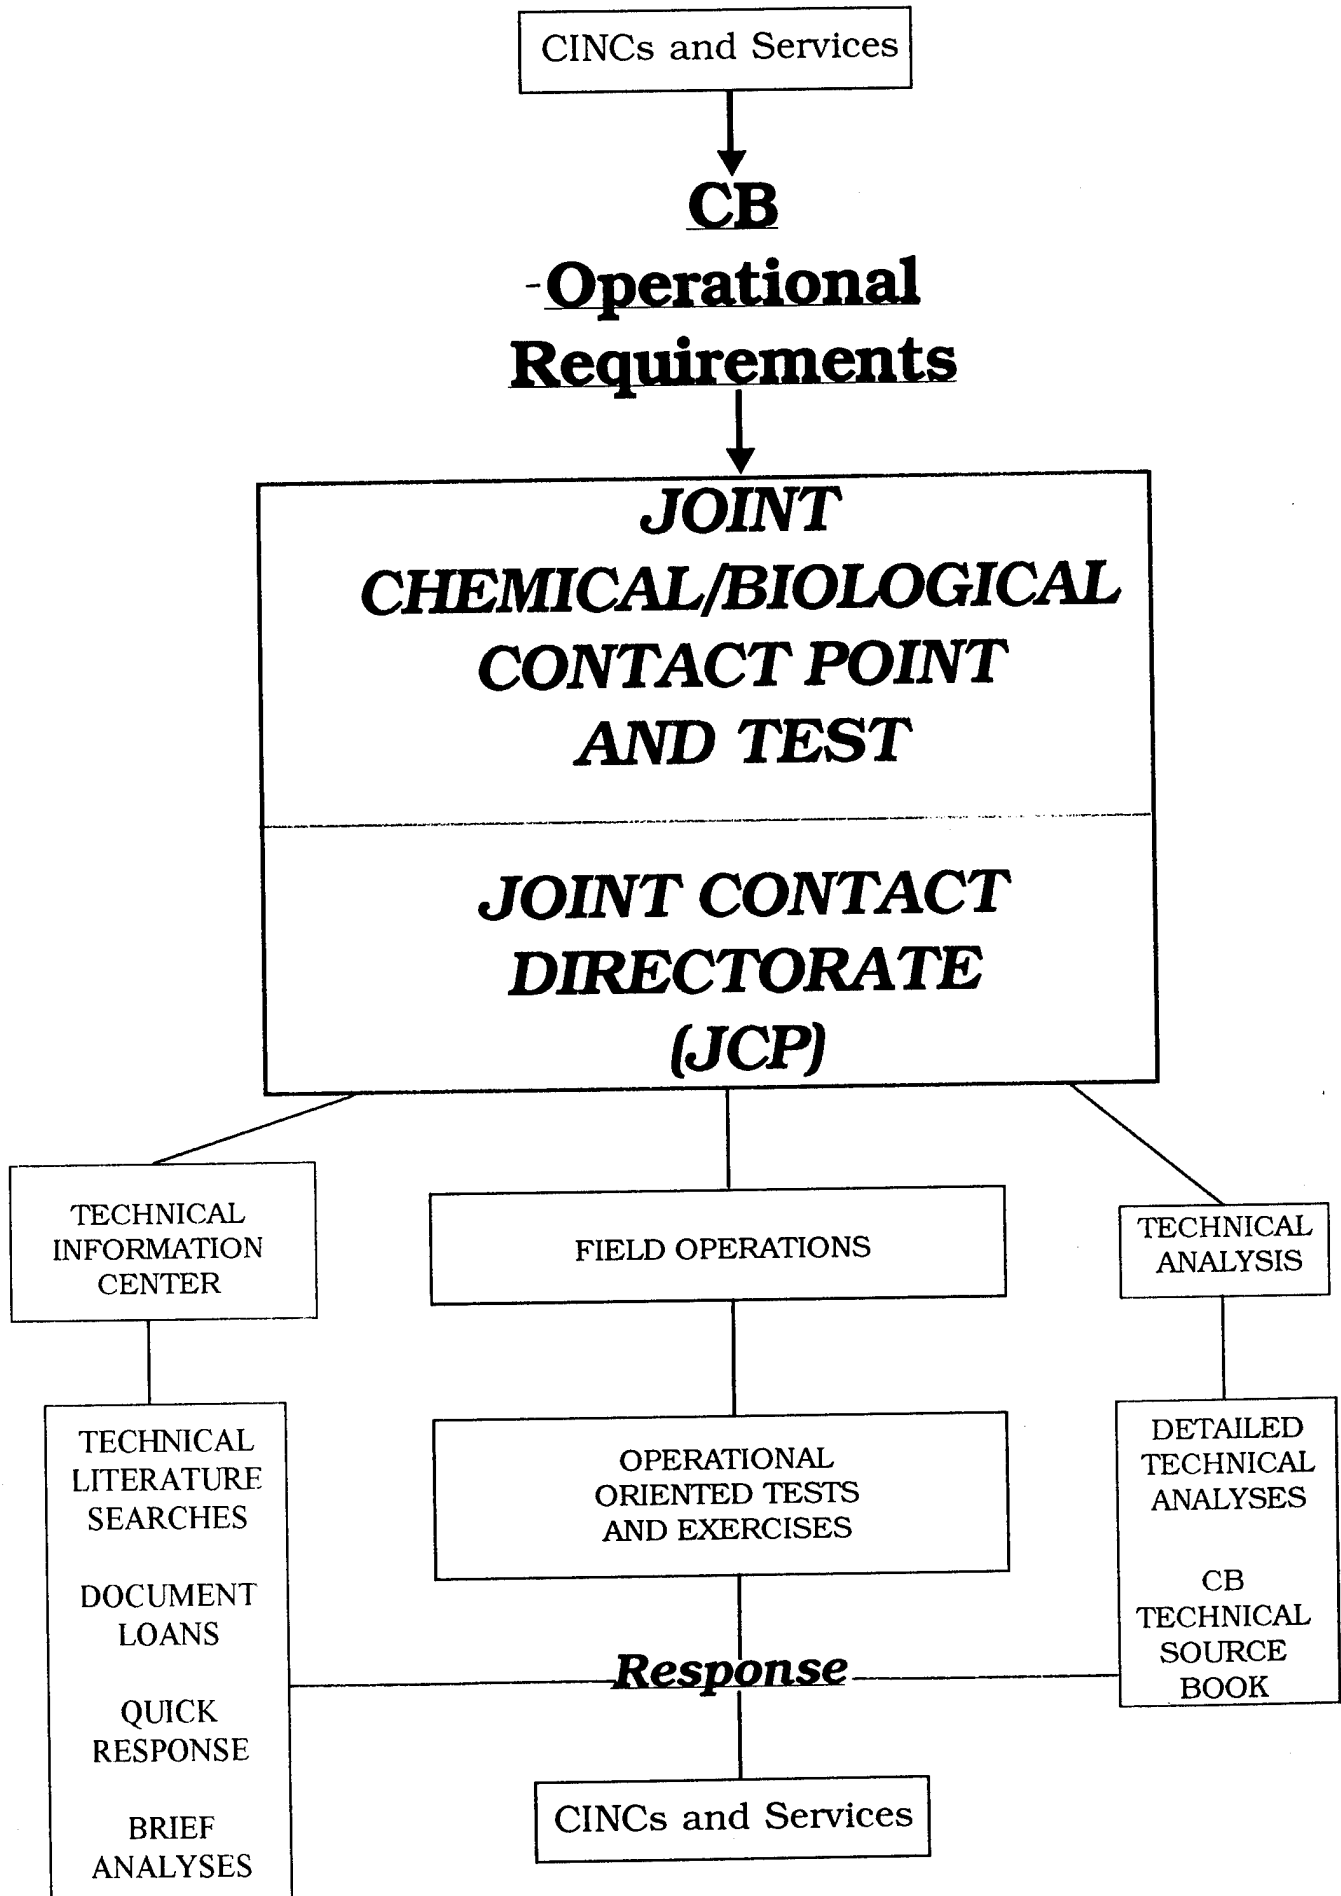 CINCs and Services
CB
-Operational
Requirements
JOINT
CHEMICAL/BIOLOGICAL
CONTACT POINT
AND TEST
JOINT CONTACT
DIRECTORATE
(JCP)
TECHNICAL
INFORMATION
CENTER
FIELD OPERATIONS
TECHNICAL
ANALYSIS
TECHNICAL
LITERATURE
SEARCHES
DOCUMENT
LOANS
QUICK
RESPONSE
BRIEF
ANALYSES
OPERATIONAL
ORIENTED TESTS
AND EXERCISES
DETAILED
TECHNICAL
ANALYSES
CB
TECHNICAL
SOURCE
BOOK
Response
CINCs and Services